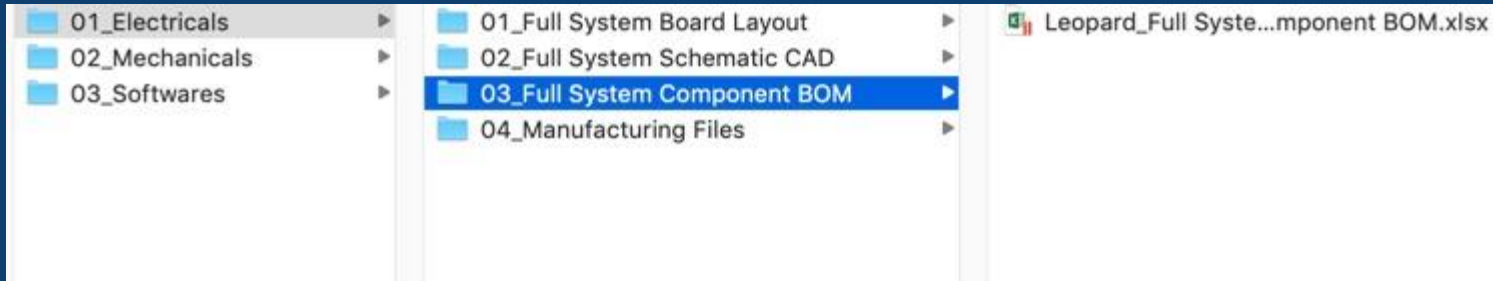 01_Electricals
02_Mechanicals
03_Softwares
01_Full System Board Layout
02_Full System Schematic CAD
03_Full System Component BOM
04_Manufacturing Files
Leopard_Full Syste...mponent BOM.xlsx